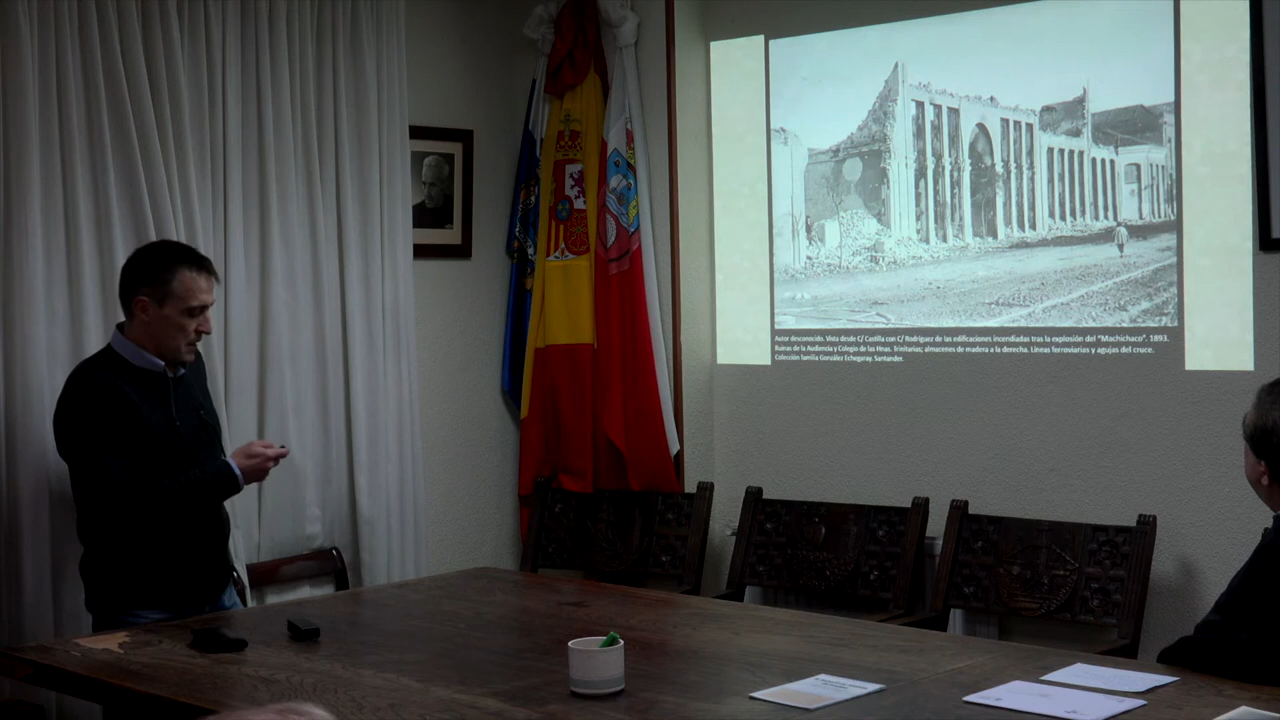 Autor desconocido. Vista desde C/ Castilla con C/ Rodríguez de las edificaciones incendiadas tras la explosión del "Machichaco". 1893.
Ruinas de la Audiencia y Colegio de las Hnas. Trinitarias; almacenes de madera a la derecha. Líneas ferroviarias y agujas del cruce.
Colección familia González Echegaray. Santander.